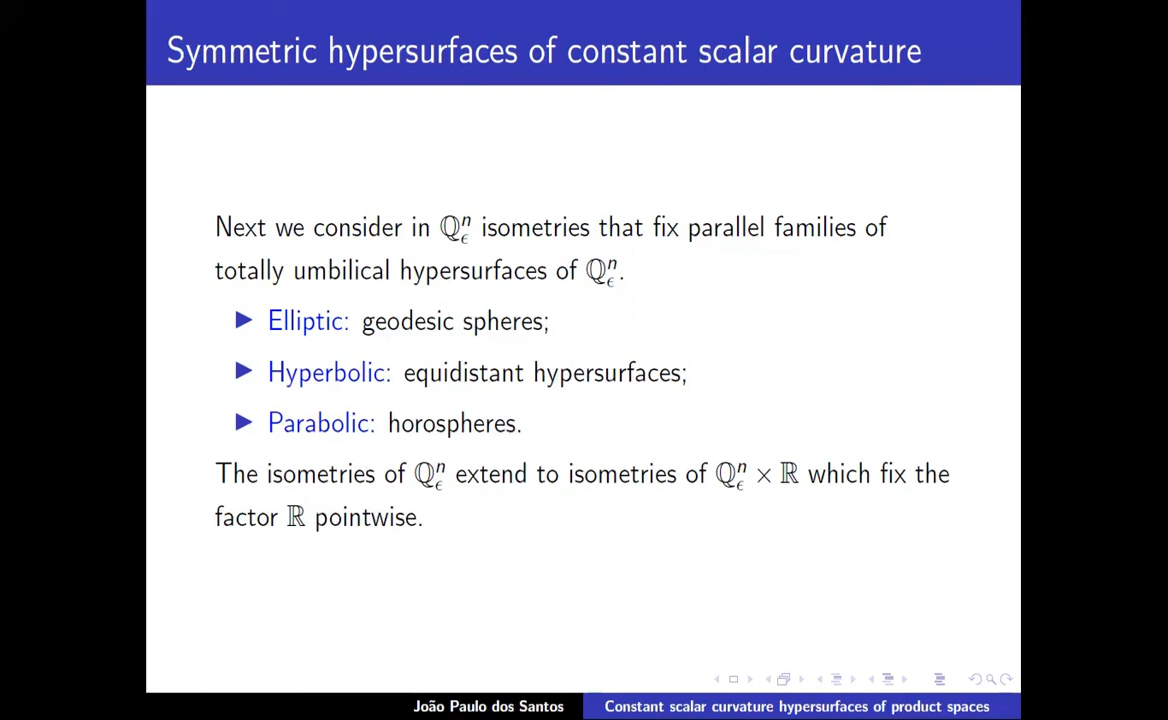 Symmetric hypersurfaces of constant scalar curvature
Next we consider in ℚⁿ_ϵ isometries that fix parallel families of
totally umbilical hypersurfaces of ℚⁿ_ϵ.
▶ Elliptic: geodesic spheres;
▶ Hyperbolic: equidistant hypersurfaces;
▶ Parabolic: horospheres.
The isometries of ℚⁿ_ϵ extend to isometries of ℚⁿ_ϵ × ℝ which fix the
factor ℝ pointwise.
João Paulo dos Santos
Constant scalar curvature hypersurfaces of product spaces